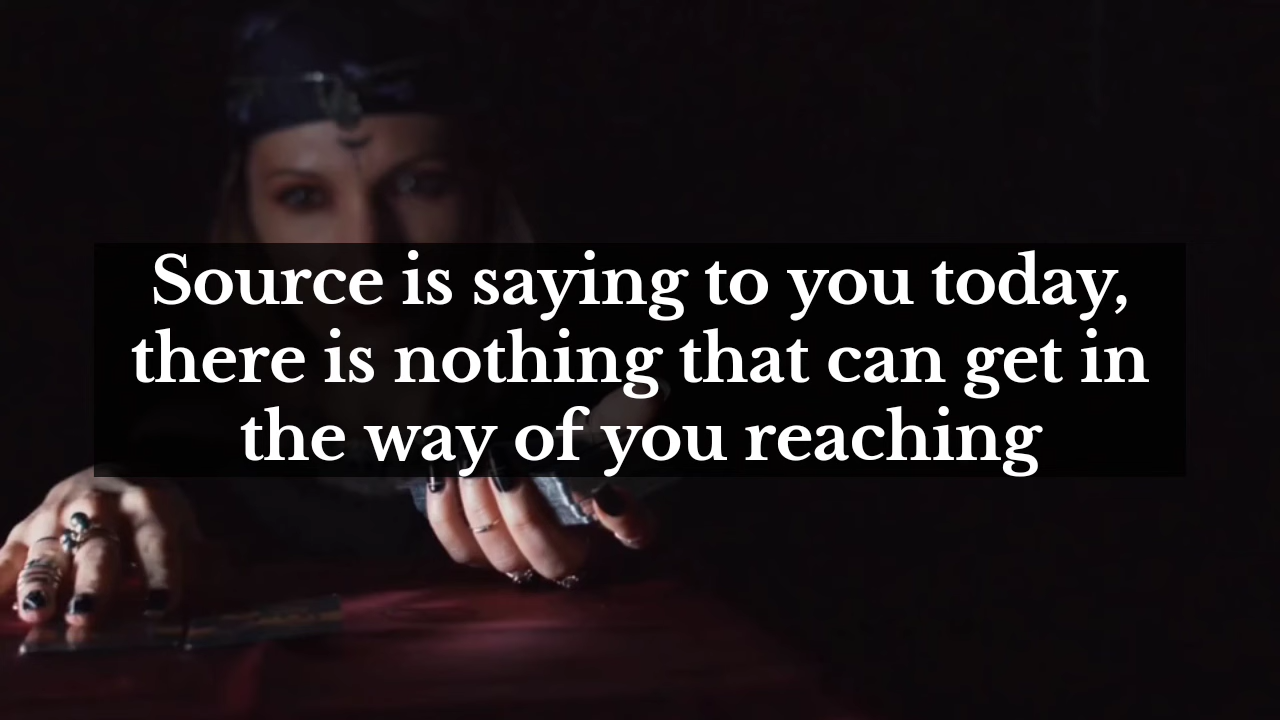 Source is saying to you today,
there is nothing that can get in
the way of you reaching